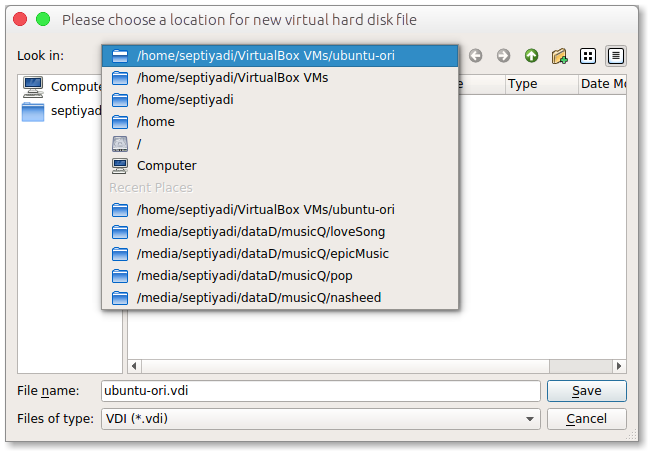 Please choose a location for new virtual hard disk file
Look in:
/home/septiyadi/VirtualBox VMs/ubuntu-ori
/home/septiyadi/VirtualBox VMs
/home/septiyadi
/home
/
Computer
Recent Places
/home/septiyadi/VirtualBox VMs/ubuntu-ori
/media/septiyadi/dataD/musicQ/loveSong
/media/septiyadi/dataD/musicQ/epicMusic
/media/septiyadi/dataD/musicQ/pop
/media/septiyadi/dataD/musicQ/nasheed
Compute
septiyad
Type
Date Mo
File name:
ubuntu-ori.vdi
Save
Files of type:
VDI (*.vdi)
Cancel